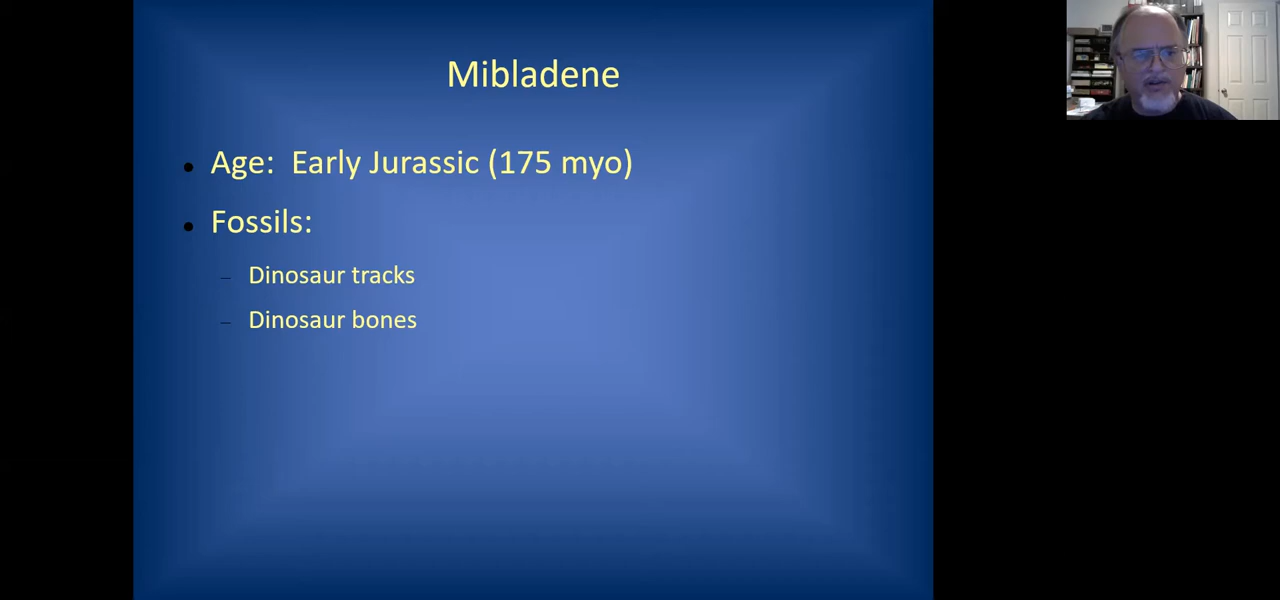 Mibladene
• Age: Early Jurassic (175 myo)
• Fossils:
– Dinosaur tracks
– Dinosaur bones